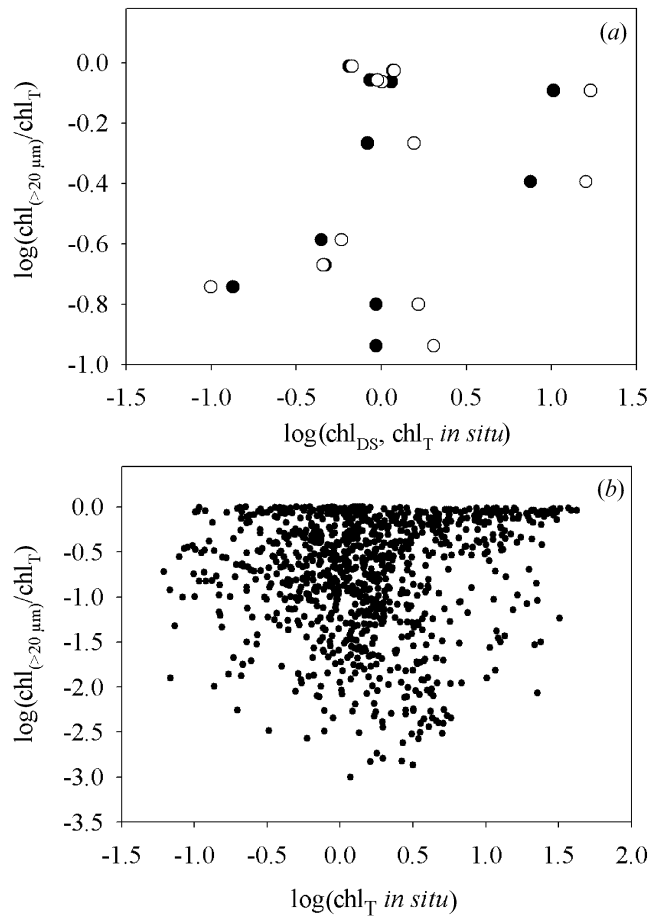 (a)
log(chl(>20 μm)/chlT)
0.0
-0.2
-0.4
-0.6
-0.8
-1.0
-1.5 -1.0 -0.5 0.0 0.5 1.0 1.5
log(chlDS, chlT in situ)
(b)
log(chl(>20 μm)/chlT)
0.0
-0.5
-1.0
-1.5
-2.0
-2.5
-3.0
-3.5
-1.5 -1.0 -0.5 0.0 0.5 1.0 1.5 2.0
log(chlT in situ)